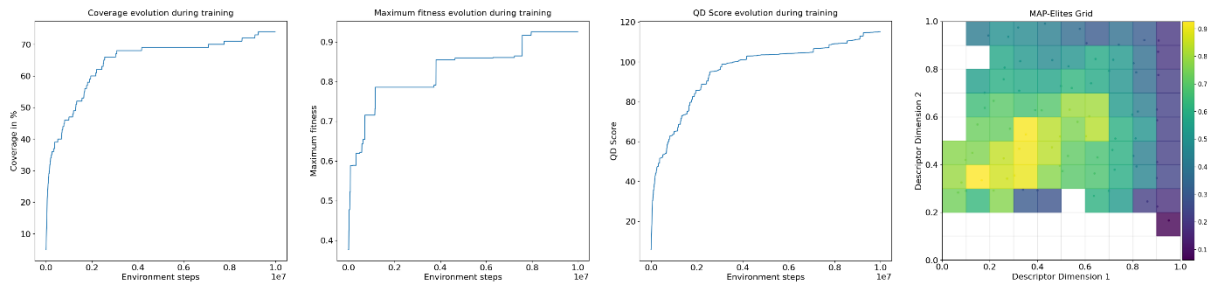 Coverage evolution during training
Coverage in %
70
60
50
40
30
20
10
0.0 0.2 0.4 0.6 0.8 1.0
1e7
Environment steps
Maximum fitness evolution during training
Maximum fitness
0.9
0.8
0.7
0.6
0.5
0.4
0.0 0.2 0.4 0.6 0.8 1.0
1e7
Environment steps
QD Score evolution during training
QD Score
120
100
80
60
40
20
0.0 0.2 0.4 0.6 0.8 1.0
1e7
Environment steps
MAP-Elites Grid
Descriptor Dimension 2
1.0
0.8
0.6
0.4
0.2
0.0
0.0 0.2 0.4 0.6 0.8 1.0
Descriptor Dimension 1
0.9
0.8
0.7
0.6
0.5
0.4
0.3
0.2
0.1